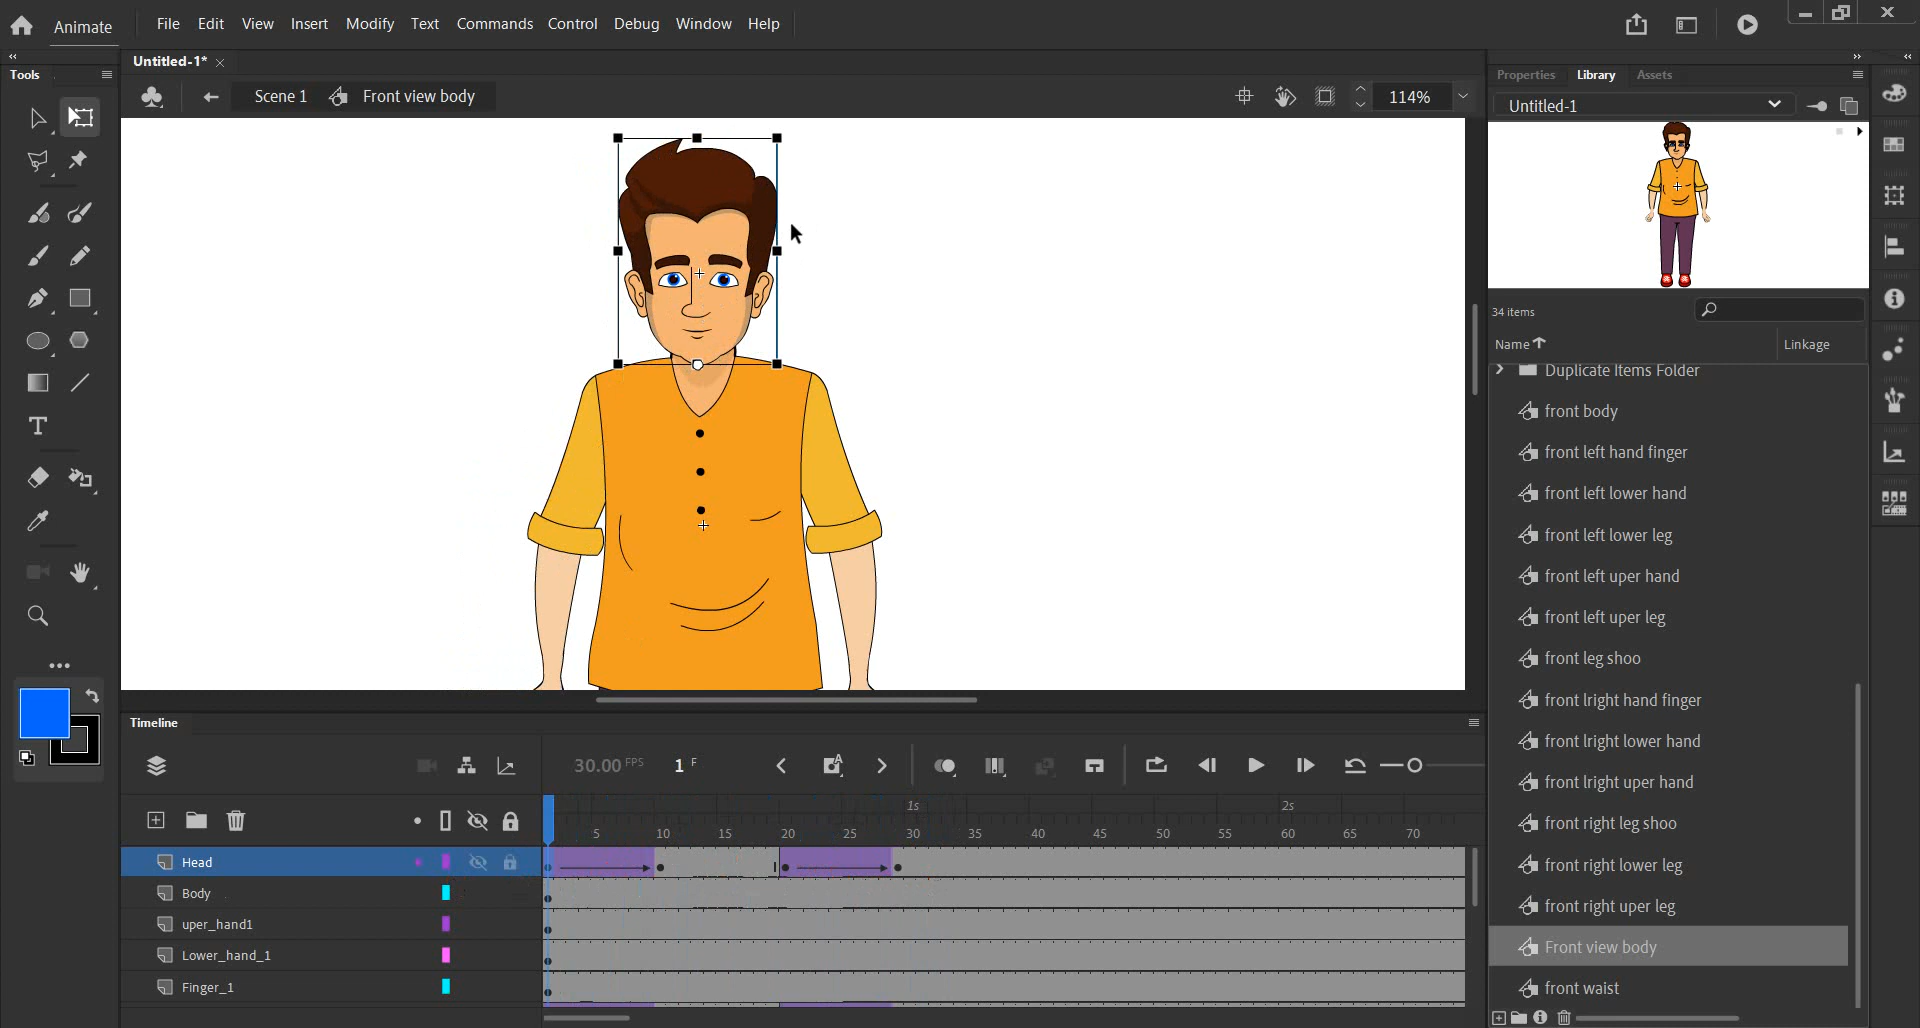 Animate File Edit View Insert Modify Text Commands Control Debug Window Help
Tools
Untitled-1*
Scene 1 Front view body
114%
Properties Library Assets
Untitled-1
34 items
Name Linkage
Duplicate Items Folder
front body
front left hand finger
front left lower hand
front left lower leg
front left uper hand
front left uper leg
front leg shoo
front lright hand finger
front lright lower hand
front lright uper hand
front right leg shoo
front right lower leg
front right uper leg
Front view body
front waist
Timeline
30.00 FPS 1 F
1s 2s
5 10 15 20 25 30 35 40 45 50 55 60 65 70
Head
Body
uper_hand1
Lower_hand_1
Finger_1